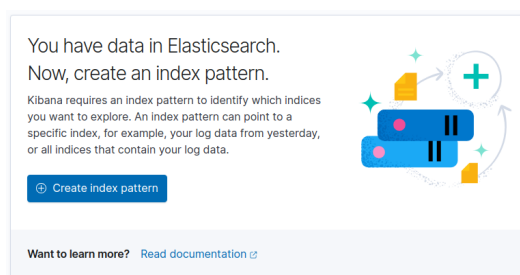 You have data in Elasticsearch.
Now, create an index pattern.
Kibana requires an index pattern to identify which indices
you want to explore. An index pattern can point to a
specific index, for example, your log data from yesterday,
or all indices that contain your log data.
Create index pattern
Want to learn more? Read documentation